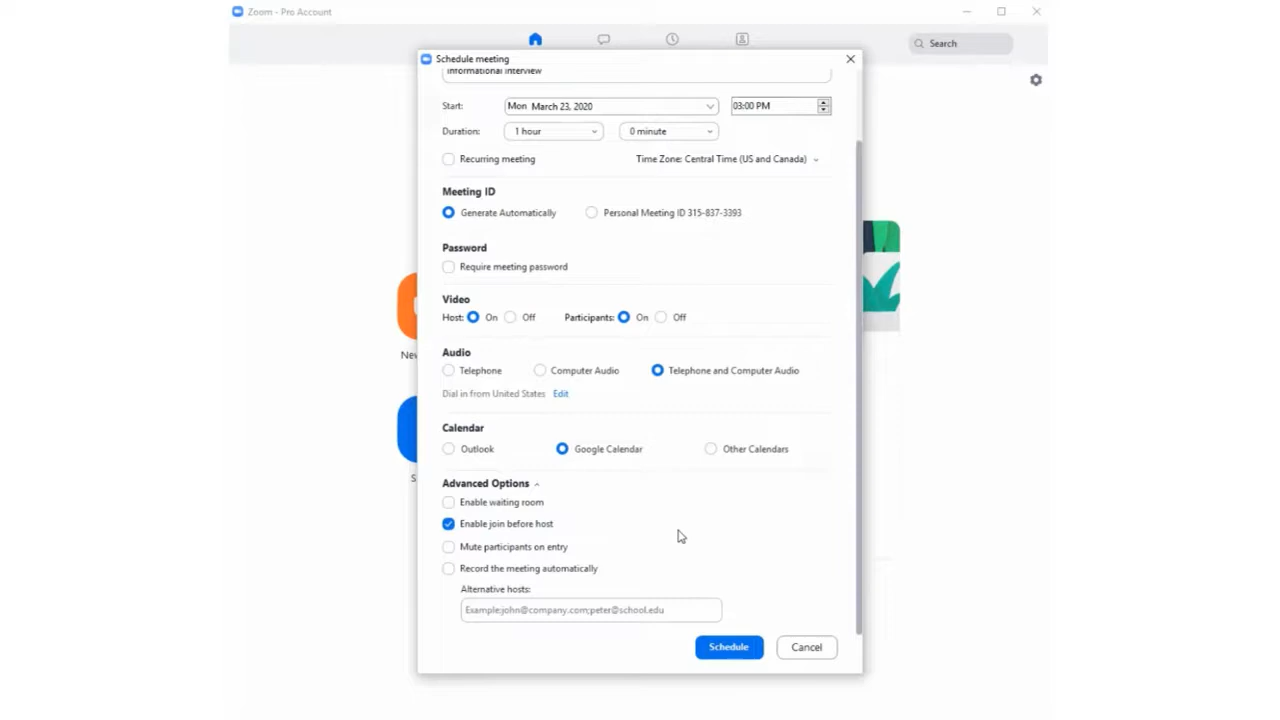 Zoom - Pro Account
Search
Schedule meeting
Informational Interview
Start: Mon March 23, 2020 03:00 PM
Duration: 1 hour 0 minute
Recurring meeting Time Zone: Central Time (US and Canada)
Meeting ID
Generate Automatically Personal Meeting ID 315-837-3393
Password
Require meeting password
Video
Host: On Off Participants: On Off
Audio
Telephone Computer Audio Telephone and Computer Audio
Dial in from United States Edit
Calendar
Outlook Google Calendar Other Calendars
Advanced Options
Enable waiting room
Enable join before host
Mute participants on entry
Record the meeting automatically
Alternative hosts:
Example:john@company.com;peter@school.edu
Schedule Cancel